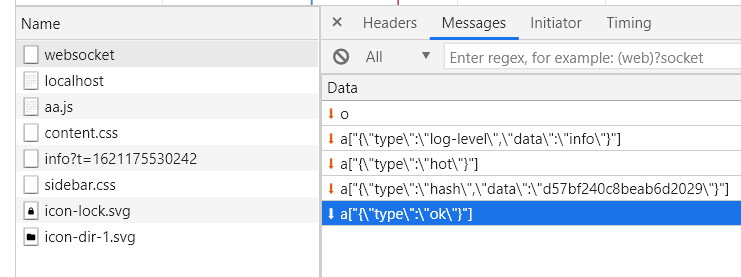 Name
websocket
localhost
aa.js
content.css
info?t=1621175530242
sidebar.css
icon-lock.svg
icon-dir-1.svg
× Headers Messages Initiator Timing
All ▼ Enter regex, for example: (web)?socket
Data
o
a["{\"type\":\"log-level\",\"data\":\"info\"}"]
a["{\"type\":\"hot\"}"]
a["{\"type\":\"hash\",\"data\":\"d57bf240c8beab6d2029\"}"]
a["{\"type\":\"ok\"}"]